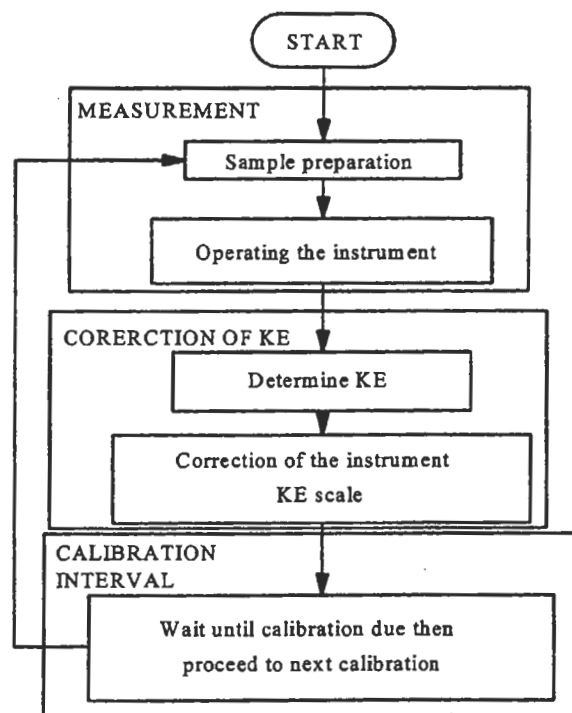 START
MEASUREMENT
Sample preparation
Operating the instrument
CORERCTION OF KE
Determine KE
Correction of the instrument
KE scale
CALIBRATION
INTERVAL
Wait until calibration due then
proceed to next calibration